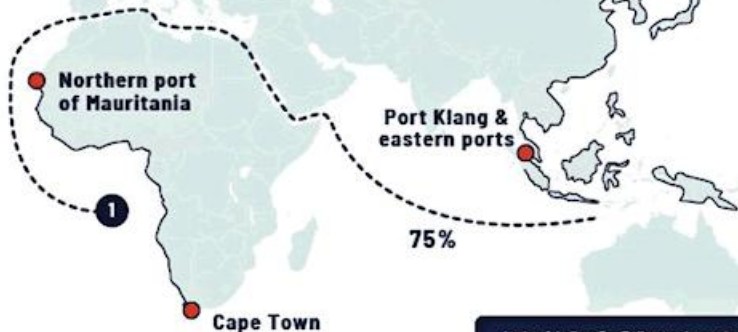 Northern port
of Mauritania
Port Klang &
eastern ports
1
75%
Cape Town